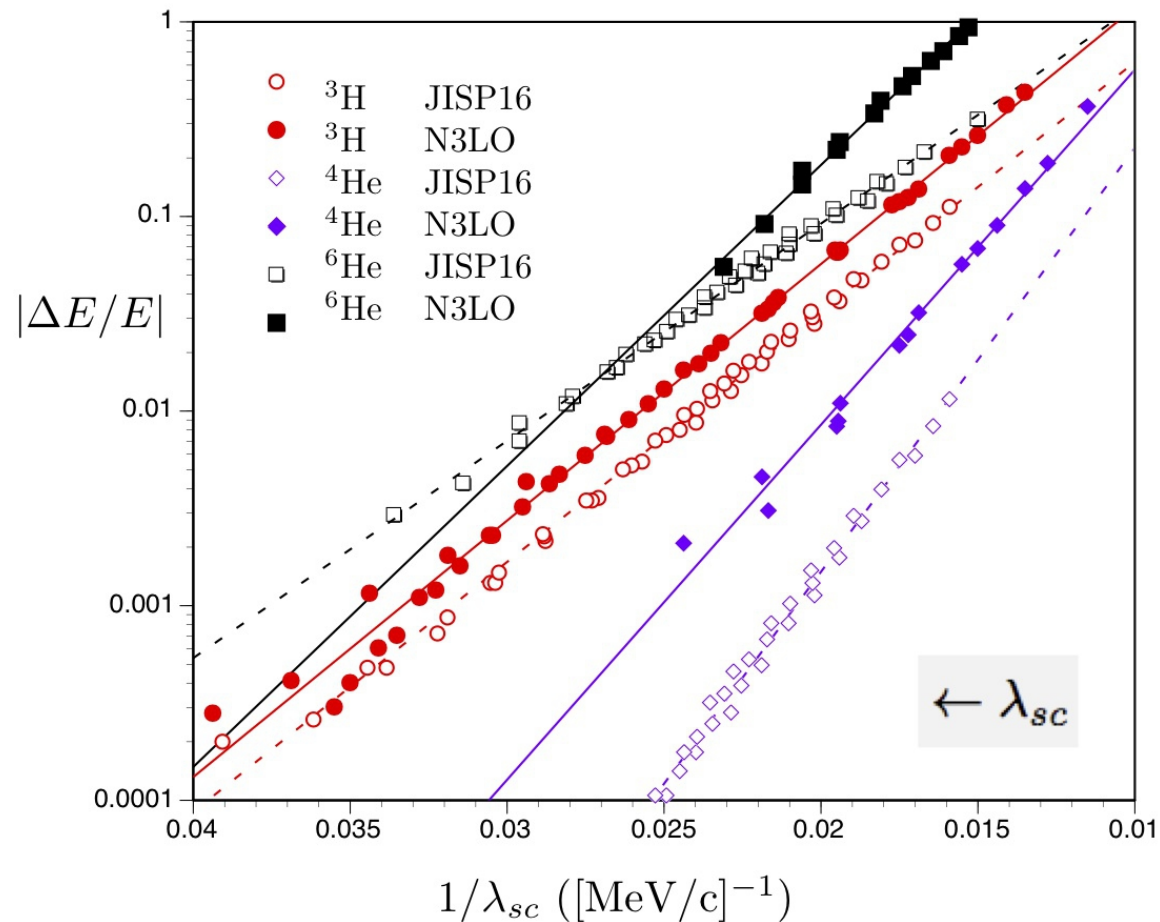 1
0.1
0.01
0.001
0.0001
|ΔE/E|
³H JISP16
³H N3LO
⁴He JISP16
⁴He N3LO
⁶He JISP16
⁶He N3LO
← λsc
0.04 0.035 0.03 0.025 0.02 0.015 0.01
1/λsc ([MeV/c]⁻¹)